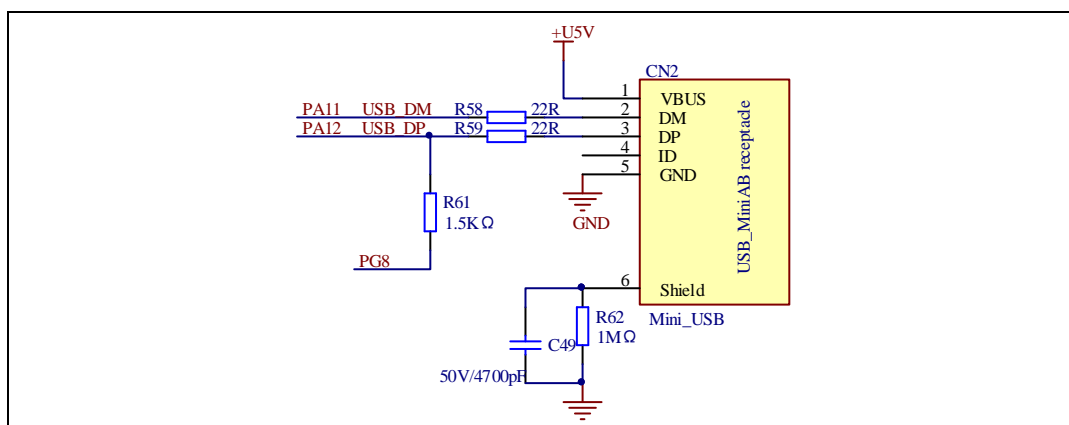 +U5V
CN2
1 VBUS
PA11 USB_DM R58 22R 2 DM
PA12 USB_DP R59 22R 3 DP
4 ID
5 GND
USB_MiniAB receptacle
R61
1.5KΩ
GND
PG8
6 Shield
R62
1MΩ
Mini_USB
C49
50V/4700pF